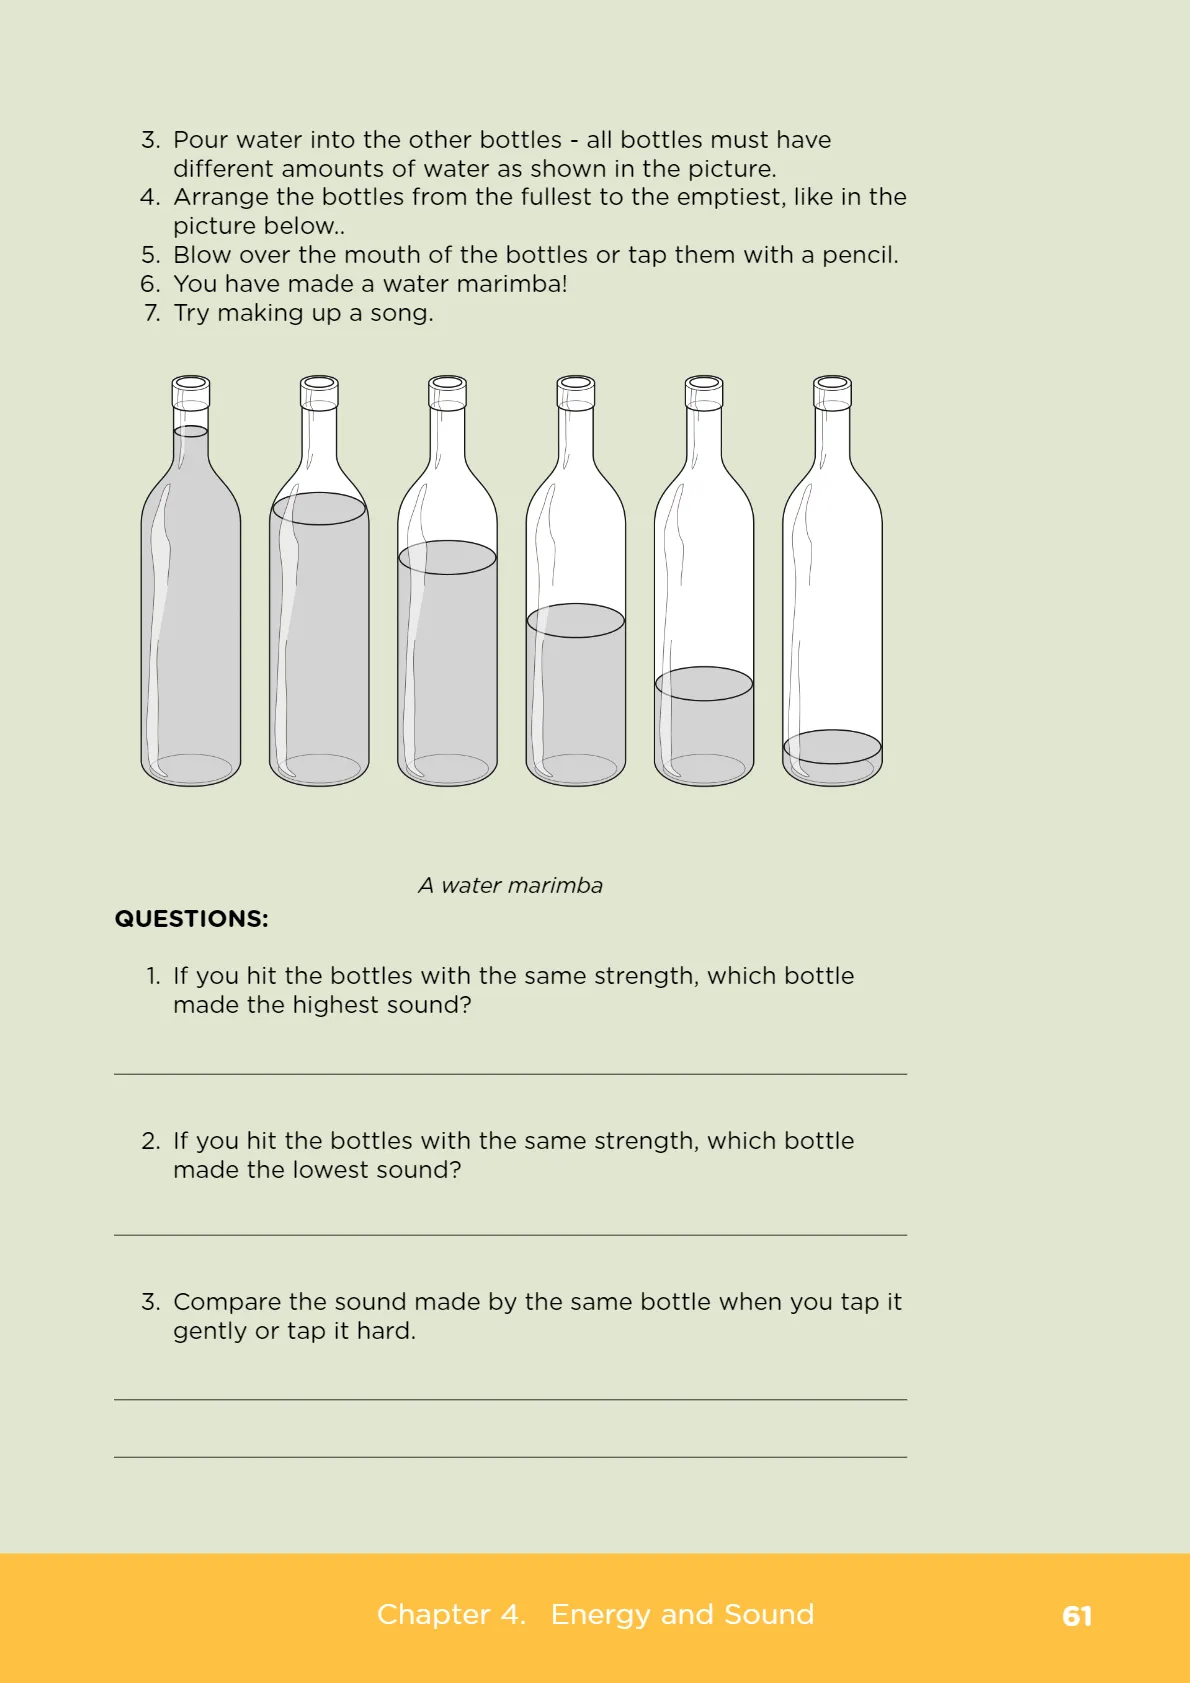 3. Pour water into the other bottles - all bottles must have
different amounts of water as shown in the picture.
4. Arrange the bottles from the fullest to the emptiest, like in the
picture below..
5. Blow over the mouth of the bottles or tap them with a pencil.
6. You have made a water marimba!
7. Try making up a song.
A water marimba
QUESTIONS:
1. If you hit the bottles with the same strength, which bottle
made the highest sound?
2. If you hit the bottles with the same strength, which bottle
made the lowest sound?
3. Compare the sound made by the same bottle when you tap it
gently or tap it hard.
Chapter 4. Energy and Sound
61